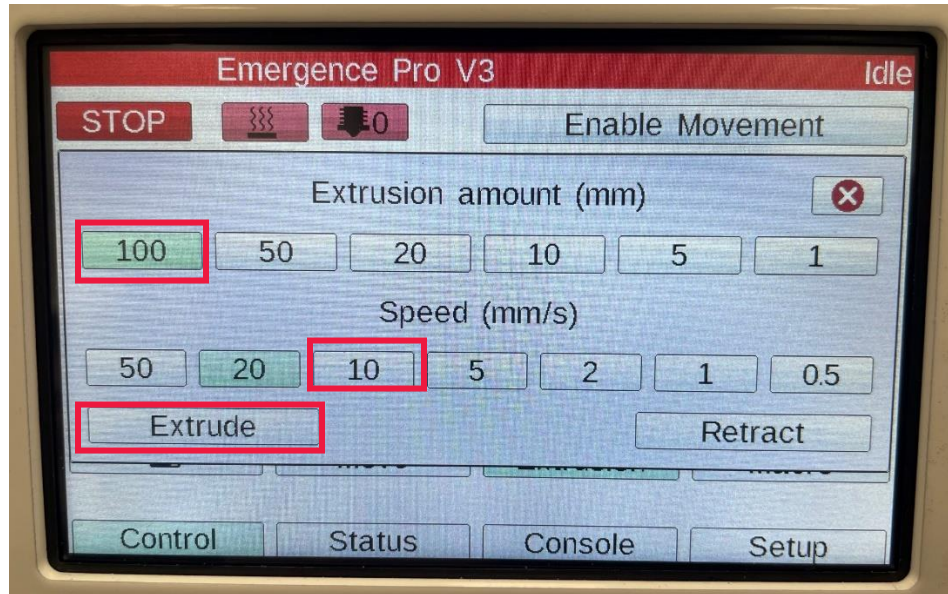 Emergence Pro V3 Idle
STOP 0 Enable Movement
Extrusion amount (mm)
100 50 20 10 5 1
Speed (mm/s)
50 20 10 5 2 1 0.5
Extrude Retract
Extrusion
Control Status Console Setup